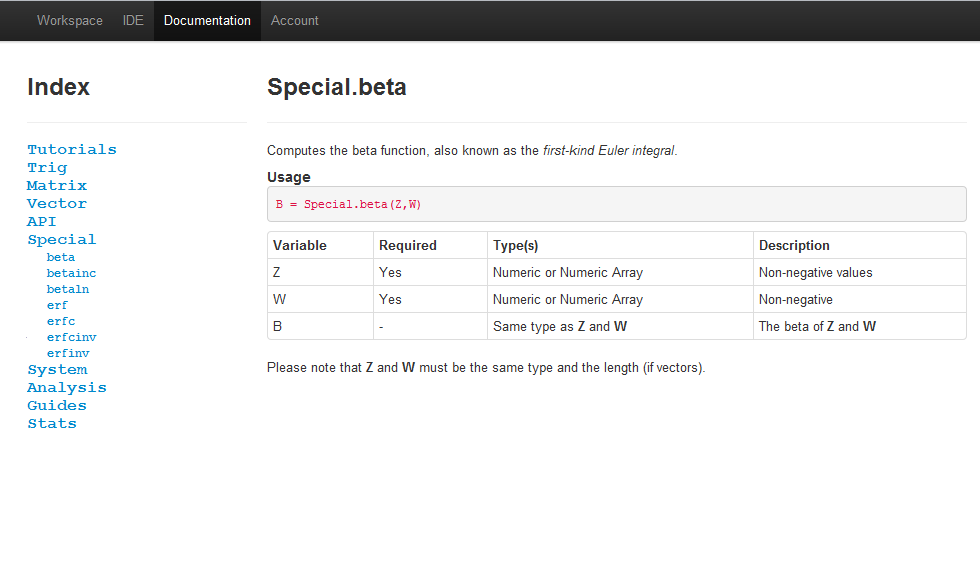 Workspace IDE Documentation Account
Index
Tutorials
Trig
Matrix
Vector
API
Special
beta
betainc
betaln
erf
erfc
erfcinv
erfinv
System
Analysis
Guides
Stats
Special.beta
Computes the beta function, also known as the first-kind Euler integral.
Usage
B = Special.beta(Z,W)
Variable Required Type(s) Description
Z Yes Numeric or Numeric Array Non-negative values
W Yes Numeric or Numeric Array Non-negative
B - Same type as Z and W The beta of Z and W
Please note that Z and W must be the same type and the length (if vectors).